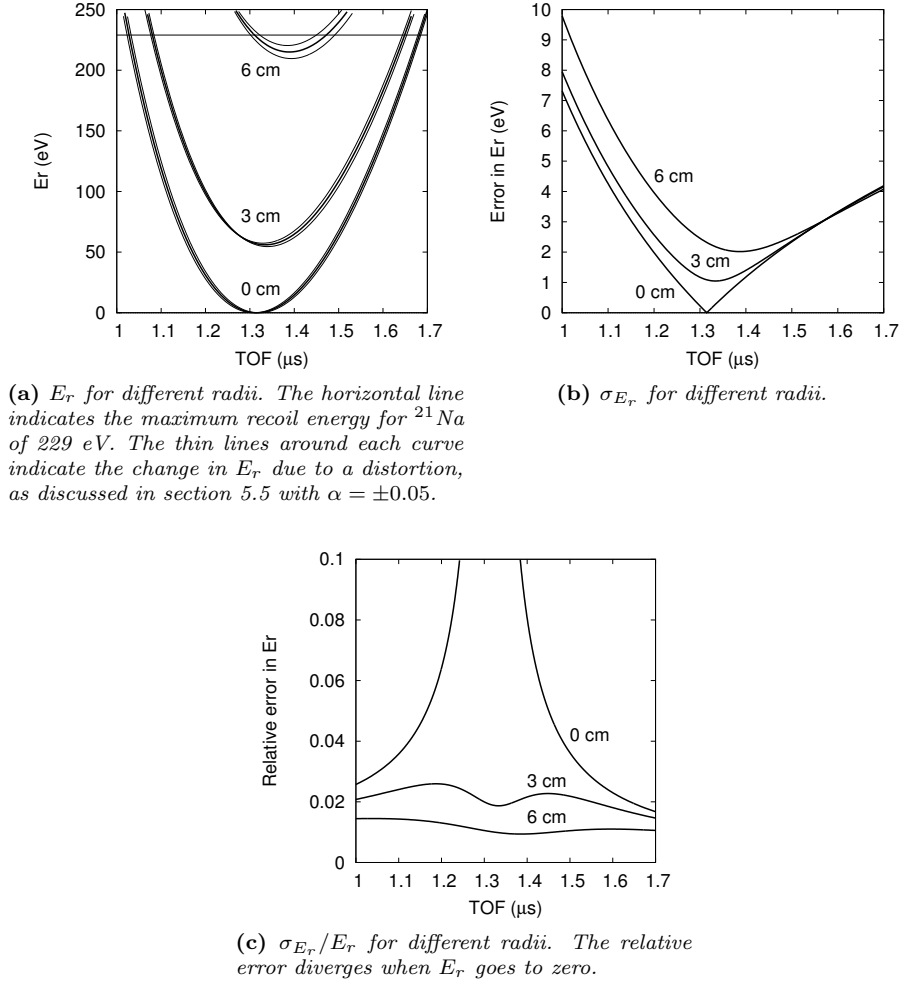 250
200
150
100
50
0
Er (eV)
6 cm
3 cm
0 cm
1 1.1 1.2 1.3 1.4 1.5 1.6 1.7
TOF (μs)
10
9
8
7
6
5
4
3
2
1
0
Error in Er (eV)
6 cm
3 cm
0 cm
1 1.1 1.2 1.3 1.4 1.5 1.6 1.7
TOF (μs)
(a) E_r for different radii. The horizontal line
indicates the maximum recoil energy for ²¹Na
of 229 eV. The thin lines around each curve
indicate the change in E_r due to a distortion,
as discussed in section 5.5 with α = ±0.05.
(b) σ_{E_r} for different radii.
0.1
0.08
0.06
0.04
0.02
0
Relative error in Er
0 cm
3 cm
6 cm
1 1.1 1.2 1.3 1.4 1.5 1.6 1.7
TOF (μs)
(c) σ_{E_r}/E_r for different radii. The relative
error diverges when E_r goes to zero.